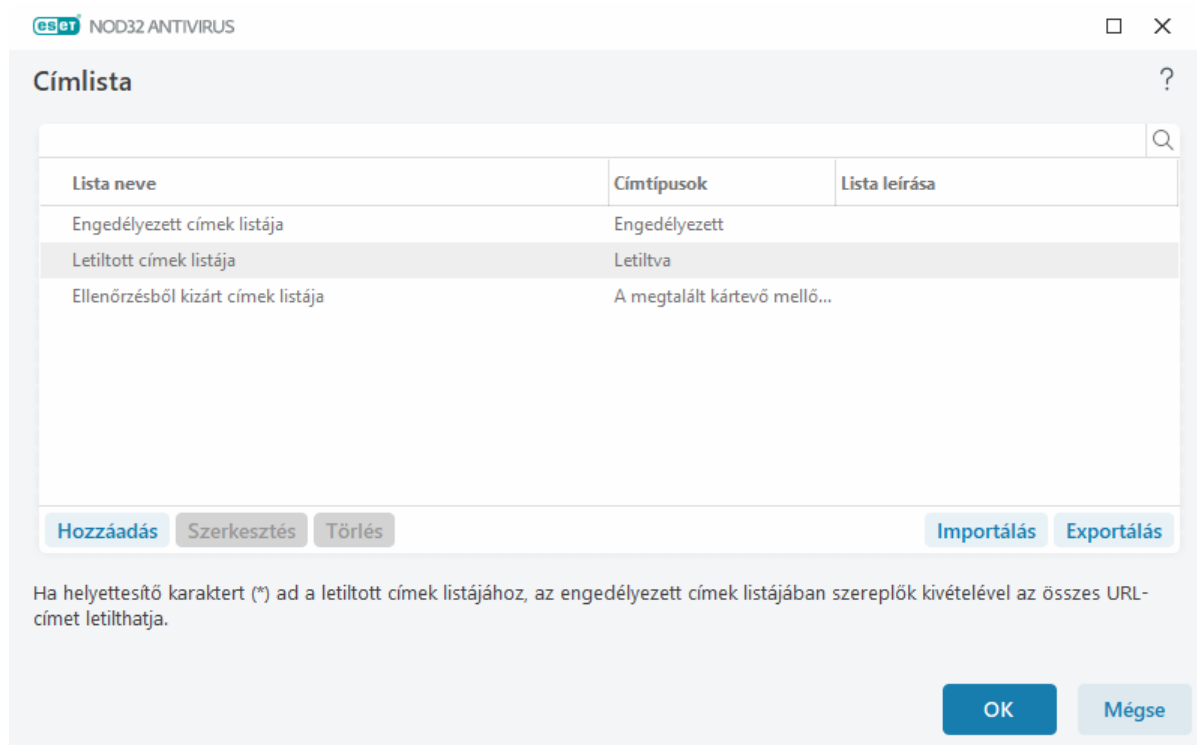 eseT NOD32 ANTIVIRUS
Címlista
?
Lista neve Címtípusok Lista leírása
Engedélyezett címek listája Engedélyezett
Letiltott címek listája Letiltva
Ellenőrzésből kizárt címek listája A megtalált kártevő mellő...
Hozzáadás Szerkesztés Törlés Importálás Exportálás
Ha helyettesítő karaktert (*) ad a letiltott címek listájához, az engedélyezett címek listájában szereplők kivételével az összes URL-
címet letilthatja.
OK Mégse